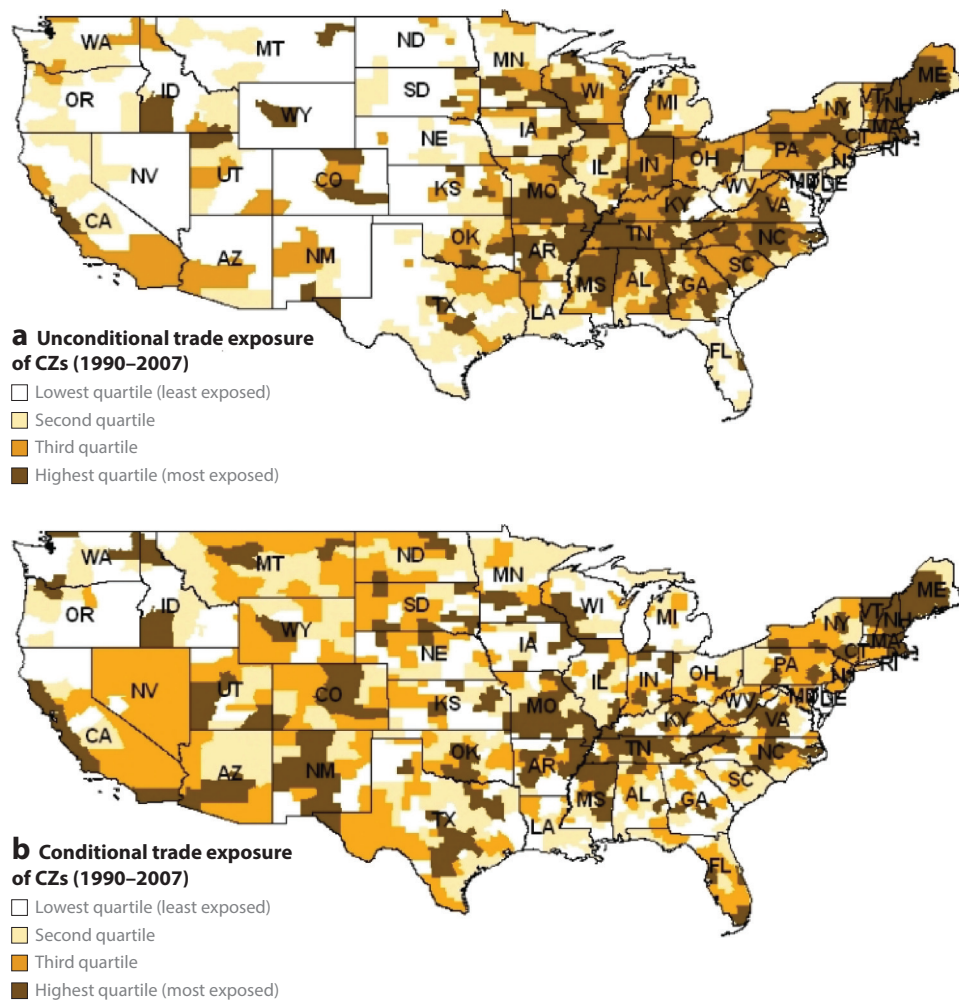 WA
MT
ND
MN
ME
OR
ID
SD
WI
MI
NY
VT
NH
MA
WY
IA
CT
RI
NE
PA
NJ
NV
UT
CO
IL
IN
OH
MD
DE
CA
KS
MO
WV
VA
KY
AZ
NM
OK
AR
TN
NC
SC
MS
AL
GA
TX
LA
FL
a Unconditional trade exposure
of CZs (1990–2007)
Lowest quartile (least exposed)
Second quartile
Third quartile
Highest quartile (most exposed)
WA
MT
ND
MN
ME
OR
ID
SD
WI
MI
NY
VT
NH
MA
WY
IA
CT
RI
NE
PA
NJ
NV
UT
CO
IL
IN
OH
MD
DE
CA
KS
MO
WV
VA
KY
AZ
NM
OK
AR
TN
NC
SC
MS
AL
GA
TX
LA
FL
b Conditional trade exposure
of CZs (1990–2007)
Lowest quartile (least exposed)
Second quartile
Third quartile
Highest quartile (most exposed)